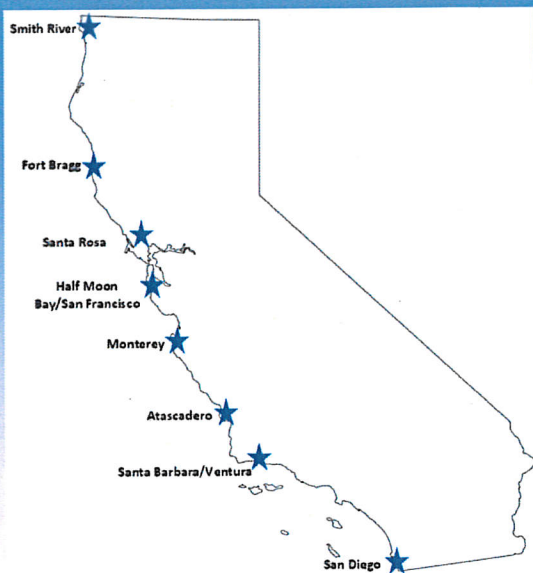 Smith River
Fort Bragg
Santa Rosa
Half Moon
Bay/San Francisco
Monterey
Atascadero
Santa Barbara/Ventura
San Diego